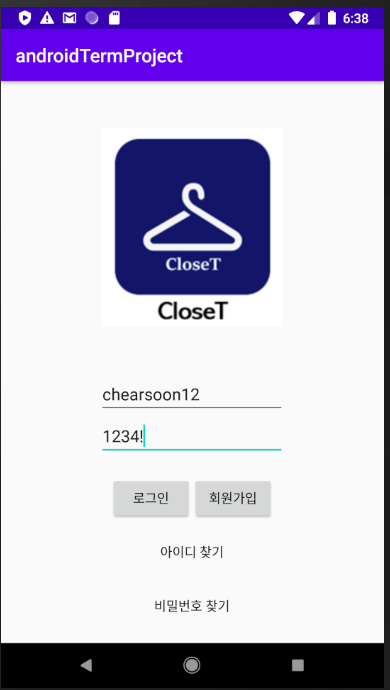 6:38
androidTermProject
CloseT
CloseT
chearsoon12
1234!
로그인 회원가입
아이디 찾기
비밀번호 찾기